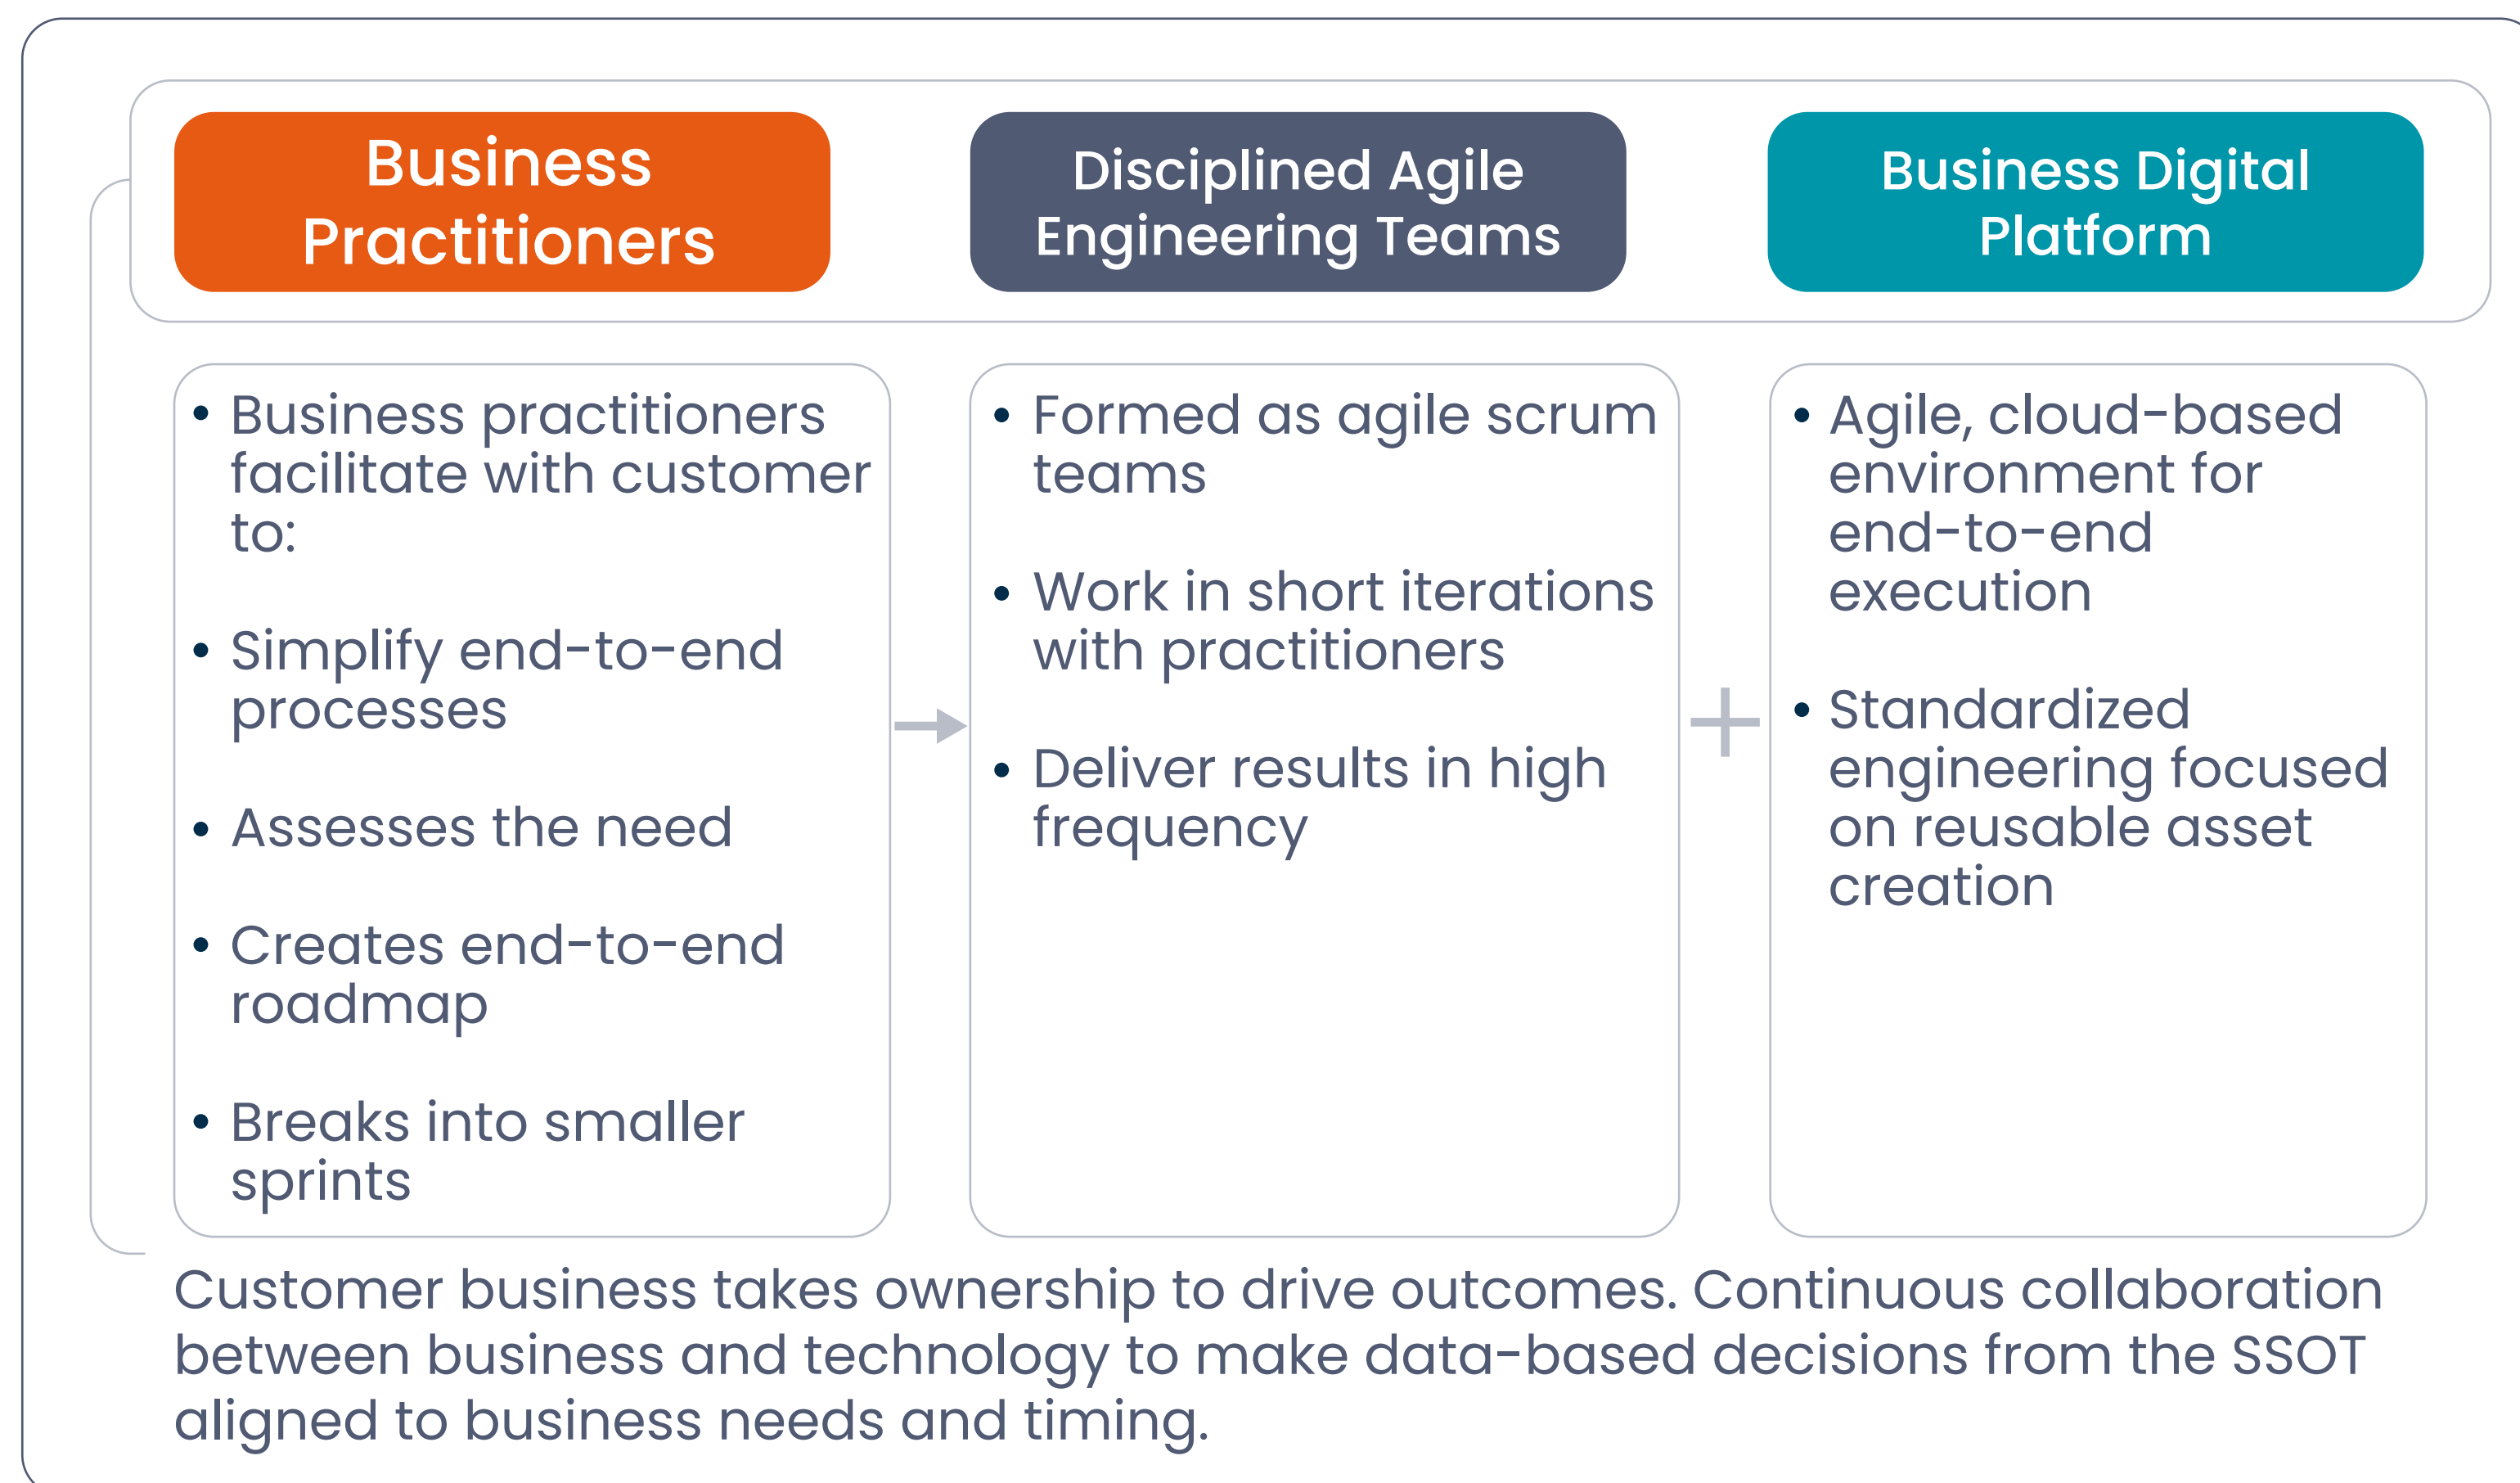 Business
Practitioners
Disciplined Agile
Engineering Teams
Business Digital
Platform
• Business practitioners
facilitate with customer
to:
• Simplify end-to-end
processes
• Assesses the need
• Creates end-to-end
roadmap
• Breaks into smaller
sprints
• Formed as agile scrum
teams
• Work in short iterations
with practitioners
• Deliver results in high
frequency
• Agile, cloud-based
environment for
end-to-end
execution
• Standardized
engineering focused
on reusable asset
creation
Customer business takes ownership to drive outcomes. Continuous collaboration
between business and technology to make data-based decisions from the SSOT
aligned to business needs and timing.